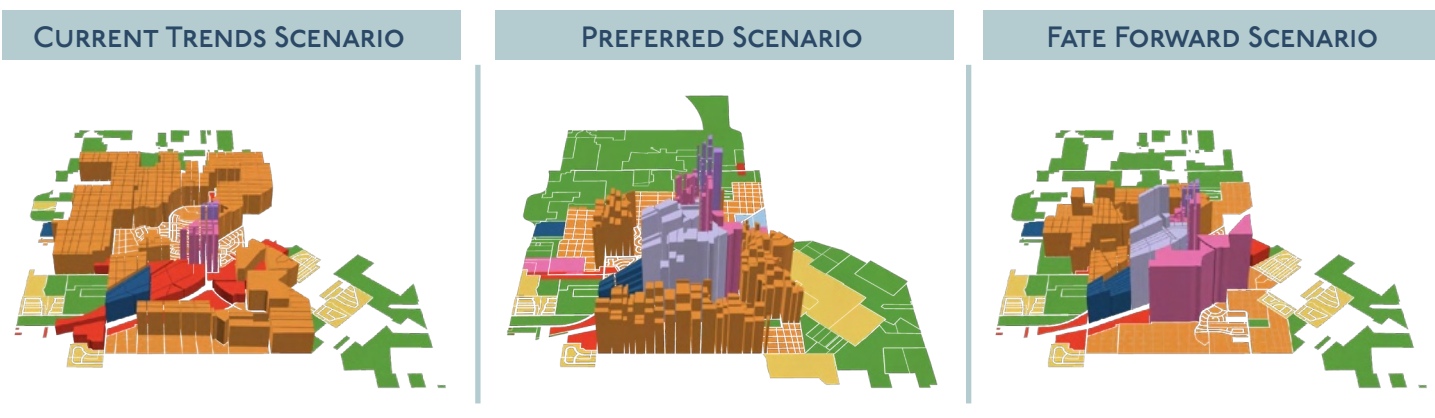 CURRENT TRENDS SCENARIO
PREFERRED SCENARIO
FATE FORWARD SCENARIO